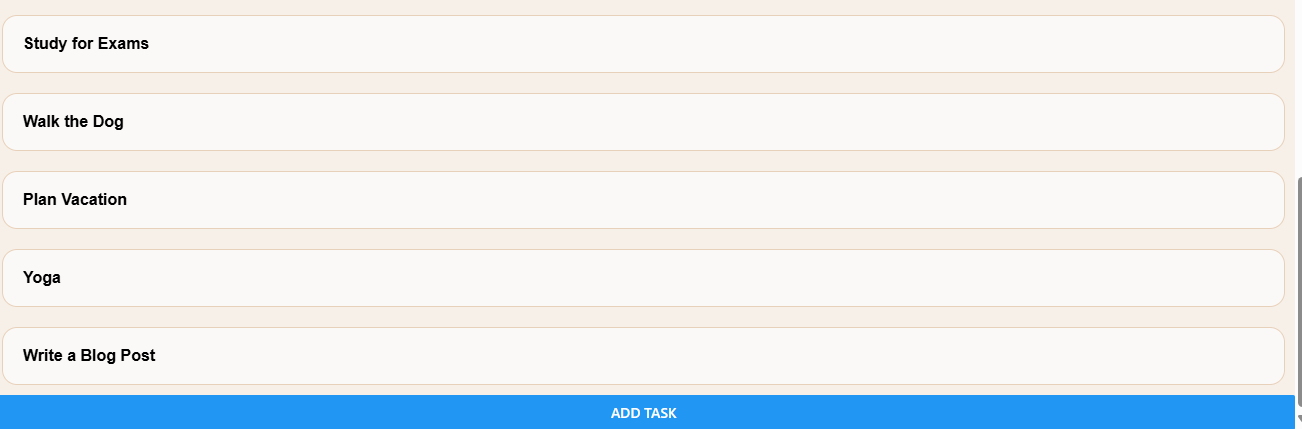 Study for Exams
Walk the Dog
Plan Vacation
Yoga
Write a Blog Post
ADD TASK